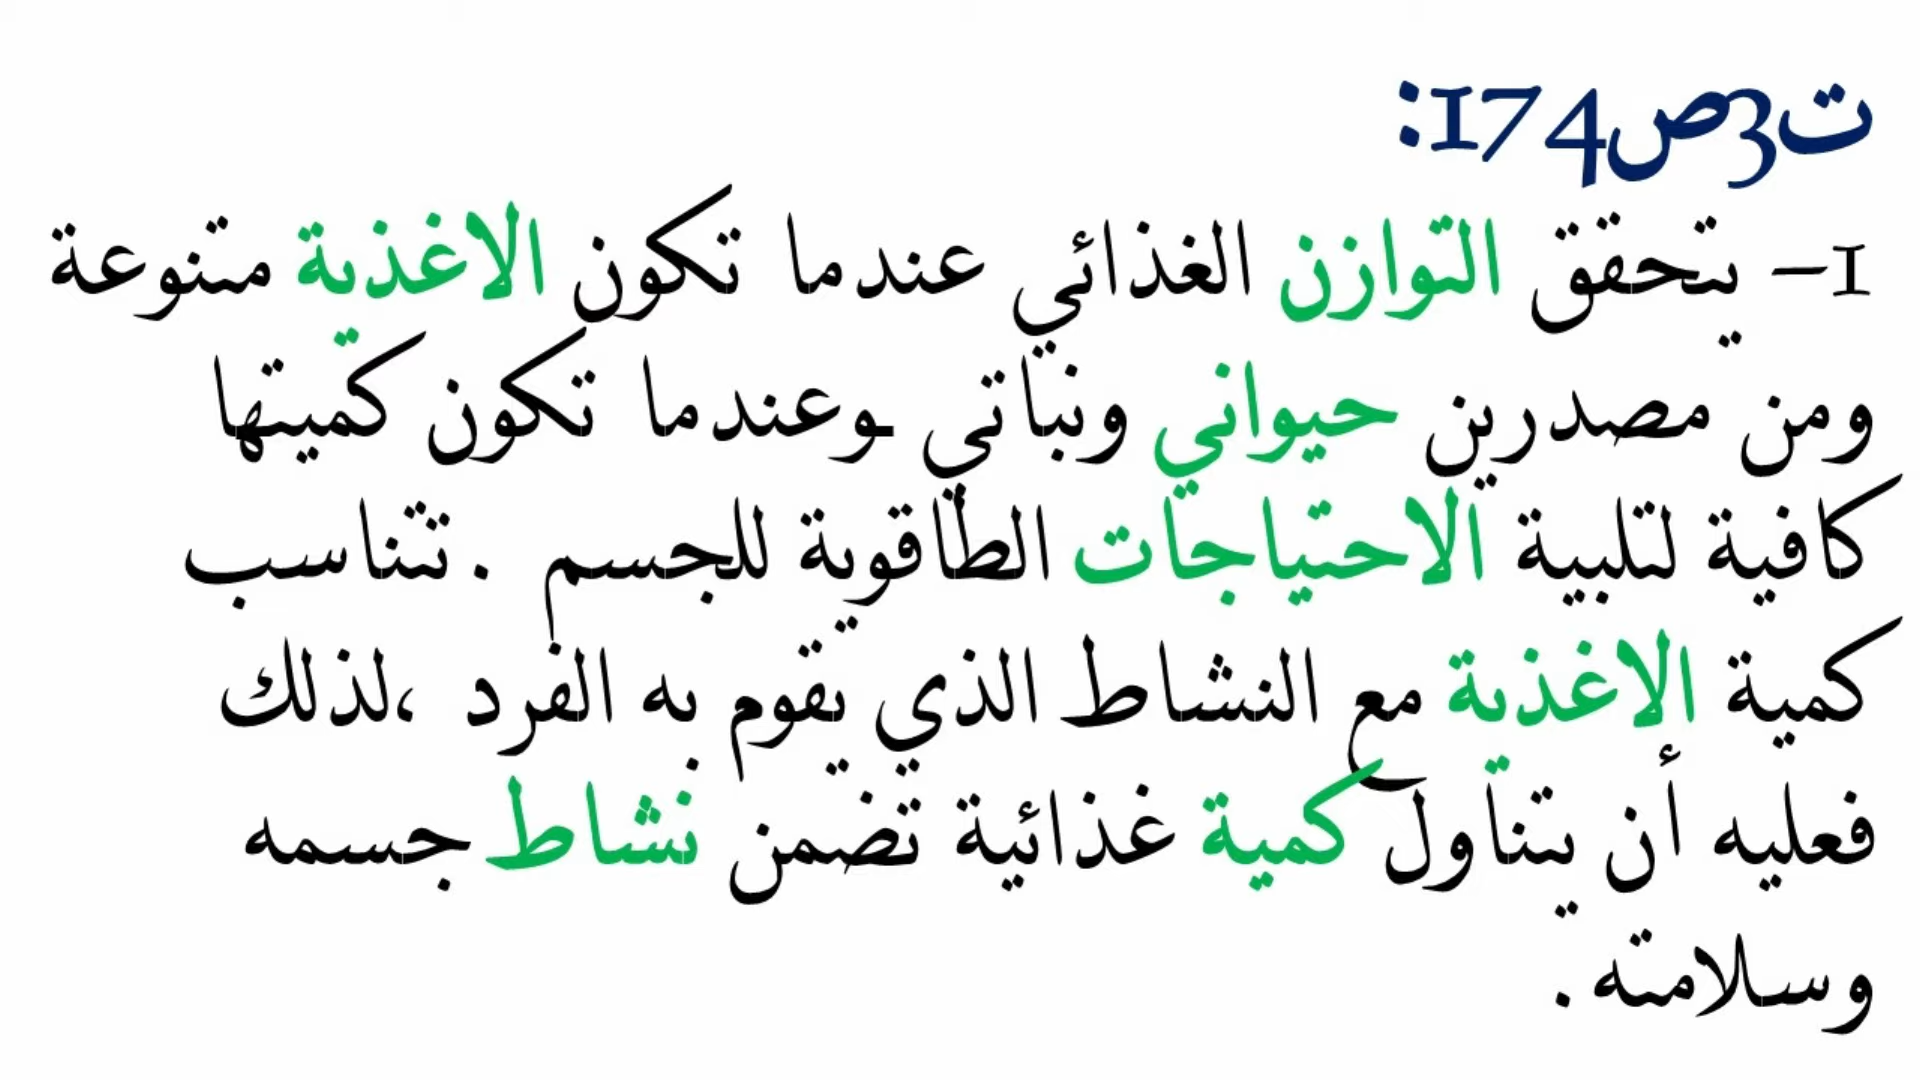 ت3ص174:
1– يتحقق التوازن الغذائي عندما تكون الاغذية متنوعة
ومن مصدرين حيواني ونباتي ـوعندما تكون كميتها
كافية لتلبية الاحتياجات الطاقوية للجسم . تتناسب
كمية الاغذية مع النشاط الذي يقوم به الفرد ،لذلك
فعليه أن يتناول كمية غذائية تضمن نشاط جسمه
وسلامته .